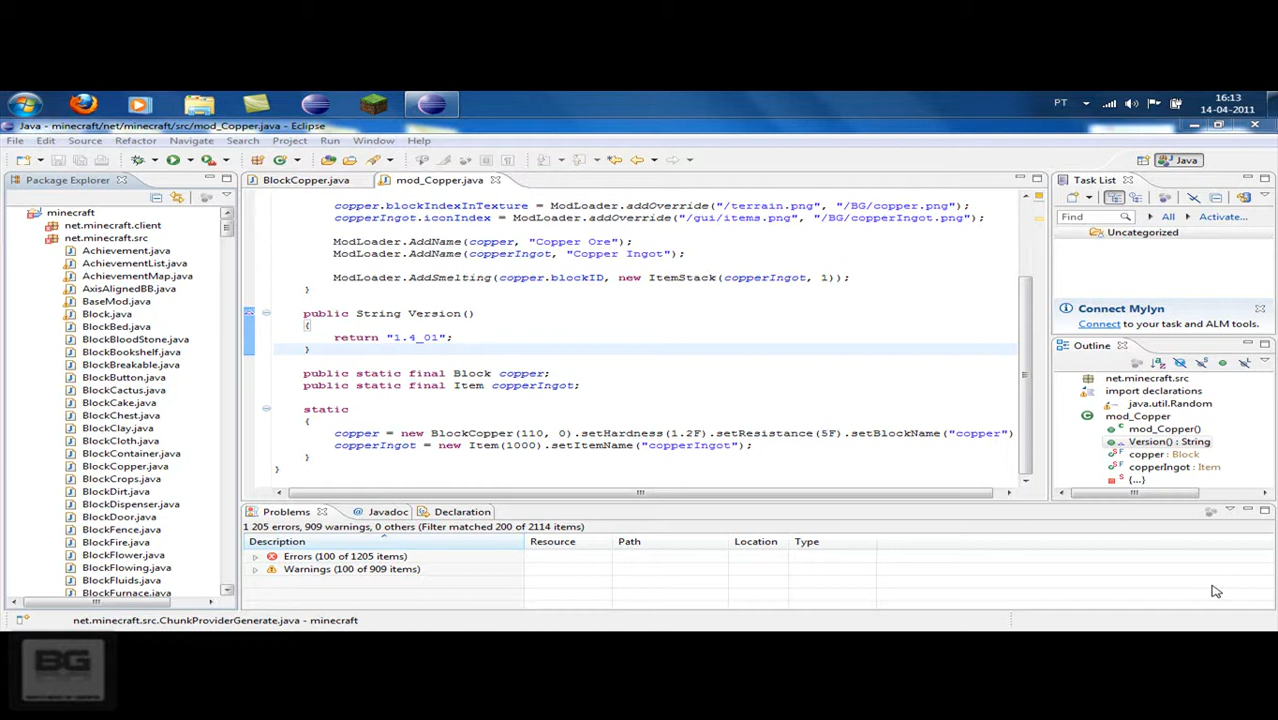 PT
16:13
14-04-2011
Java - minecraft/net/minecraft/src/mod_Copper.java - Eclipse
File Edit Source Refactor Navigate Search Project Run Window Help
Java
Package Explorer
BlockCopper.java
mod_Copper.java
Task List
minecraft
net.minecraft.client
net.minecraft.src
Achievement.java
AchievementList.java
AchievementMap.java
AxisAlignedBB.java
BaseMod.java
Block.java
BlockBed.java
BlockBloodStone.java
BlockBookshelf.java
BlockBreakable.java
BlockButton.java
BlockCactus.java
BlockCake.java
BlockChest.java
BlockClay.java
BlockCloth.java
BlockContainer.java
BlockCopper.java
BlockCrops.java
BlockDirt.java
BlockDispenser.java
BlockDoor.java
BlockFence.java
BlockFire.java
BlockFlower.java
BlockFlowing.java
BlockFluids.java
BlockFurnace.java
copper.blockIndexInTexture = ModLoader.addOverride("/terrain.png", "/BG/copper.png");
copperIngot.iconIndex = ModLoader.addOverride("/gui/items.png", "/BG/copperIngot.png");
ModLoader.AddName(copper, "Copper Ore");
ModLoader.AddName(copperIngot, "Copper Ingot");
ModLoader.AddSmelting(copper.blockID, new ItemStack(copperIngot, 1));
}
public String Version()
{
return "1.4_01";
}
public static final Block copper;
public static final Item copperIngot;
static
{
copper = new BlockCopper(110, 0).setHardness(1.2F).setResistance(5F).setBlockName("copper")
copperIngot = new Item(1000).setItemName("copperIngot");
}
}
Find
All
Activate...
Uncategorized
Connect Mylyn
Connect to your task and ALM tools.
Outline
net.minecraft.src
import declarations
java.util.Random
mod_Copper
mod_Copper()
Version() : String
copper : Block
copperIngot : Item
{...}
Problems
@ Javadoc
Declaration
1 205 errors, 909 warnings, 0 others (Filter matched 200 of 2114 items)
Description Resource Path Location Type
Errors (100 of 1205 items)
Warnings (100 of 909 items)
net.minecraft.src.ChunkProviderGenerate.java - minecraft
BG